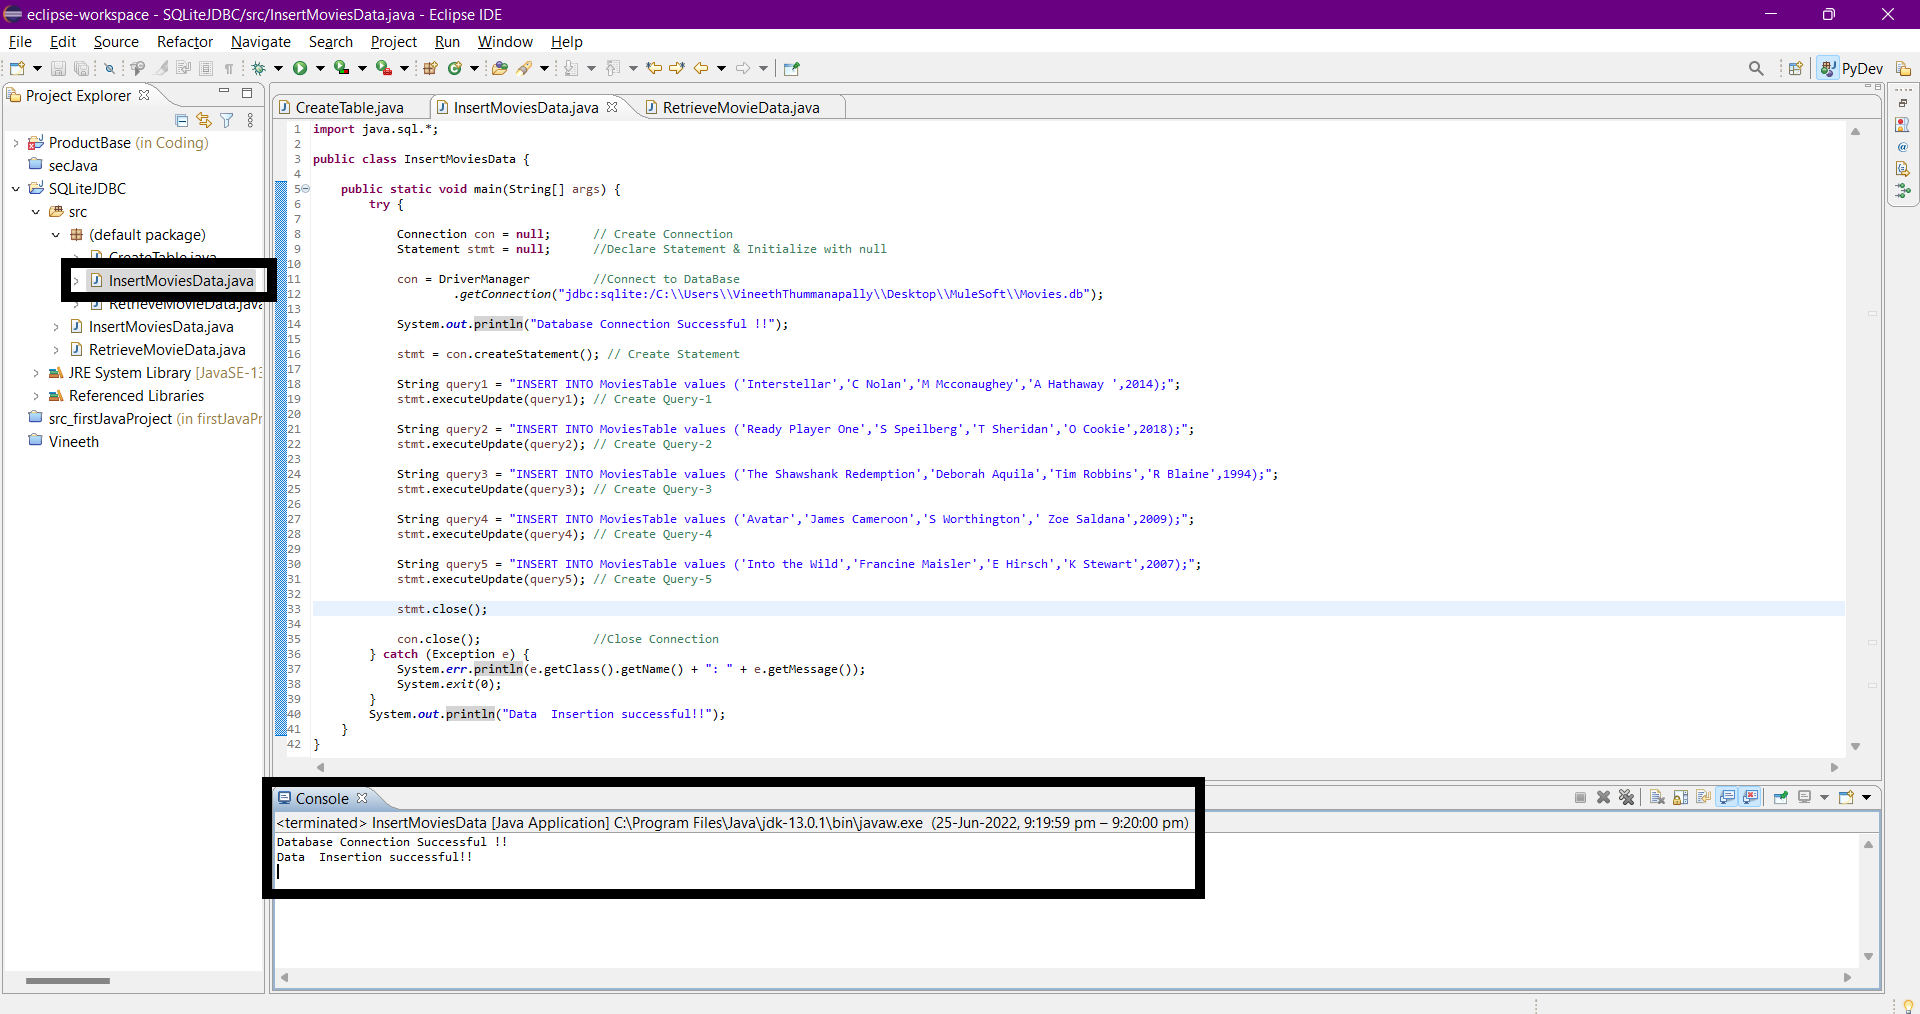 eclipse-workspace - SQLiteJDBC/src/InsertMoviesData.java - Eclipse IDE
File Edit Source Refactor Navigate Search Project Run Window Help
PyDev
Project Explorer
ProductBase (in Coding)
secJava
SQLiteJDBC
src
(default package)
CreateTable.java
InsertMoviesData.java
RetrieveMovieData.java
InsertMoviesData.java
RetrieveMovieData.java
JRE System Library [JavaSE-13
Referenced Libraries
src_firstJavaProject (in firstJavaPr
Vineeth
CreateTable.java InsertMoviesData.java RetrieveMovieData.java
1 import java.sql.*;
2
3 public class InsertMoviesData {
4
5 public static void main(String[] args) {
6 try {
7
8 Connection con = null; // Create Connection
9 Statement stmt = null; //Declare Statement & Initialize with null
10
11 con = DriverManager //Connect to DataBase
12 .getConnection("jdbc:sqlite:/C:\\Users\\VineethThummanapally\\Desktop\\MuleSoft\\Movies.db");
13
14 System.out.println("Database Connection Successful !!");
15
16 stmt = con.createStatement(); // Create Statement
17
18 String query1 = "INSERT INTO MoviesTable values ('Interstellar','C Nolan','M Mcconaughey','A Hathaway ',2014);";
19 stmt.executeUpdate(query1); // Create Query-1
20
21 String query2 = "INSERT INTO MoviesTable values ('Ready Player One','S Speilberg','T Sheridan','O Cookie',2018);";
22 stmt.executeUpdate(query2); // Create Query-2
23
24 String query3 = "INSERT INTO MoviesTable values ('The Shawshank Redemption','Deborah Aquila','Tim Robbins','R Blaine',1994);";
25 stmt.executeUpdate(query3); // Create Query-3
26
27 String query4 = "INSERT INTO MoviesTable values ('Avatar','James Cameroon','S Worthington',' Zoe Saldana',2009);";
28 stmt.executeUpdate(query4); // Create Query-4
29
30 String query5 = "INSERT INTO MoviesTable values ('Into the Wild','Francine Maisler','E Hirsch','K Stewart',2007);";
31 stmt.executeUpdate(query5); // Create Query-5
32
33 stmt.close();
34
35 con.close(); //Close Connection
36 } catch (Exception e) {
37 System.err.println(e.getClass().getName() + ": " + e.getMessage());
38 System.exit(0);
39 }
40 System.out.println("Data  Insertion successful!!");
41 }
42 }
Console
<terminated> InsertMoviesData [Java Application] C:\Program Files\Java\jdk-13.0.1\bin\javaw.exe (25-Jun-2022, 9:19:59 pm – 9:20:00 pm)
Database Connection Successful !!
Data  Insertion successful!!